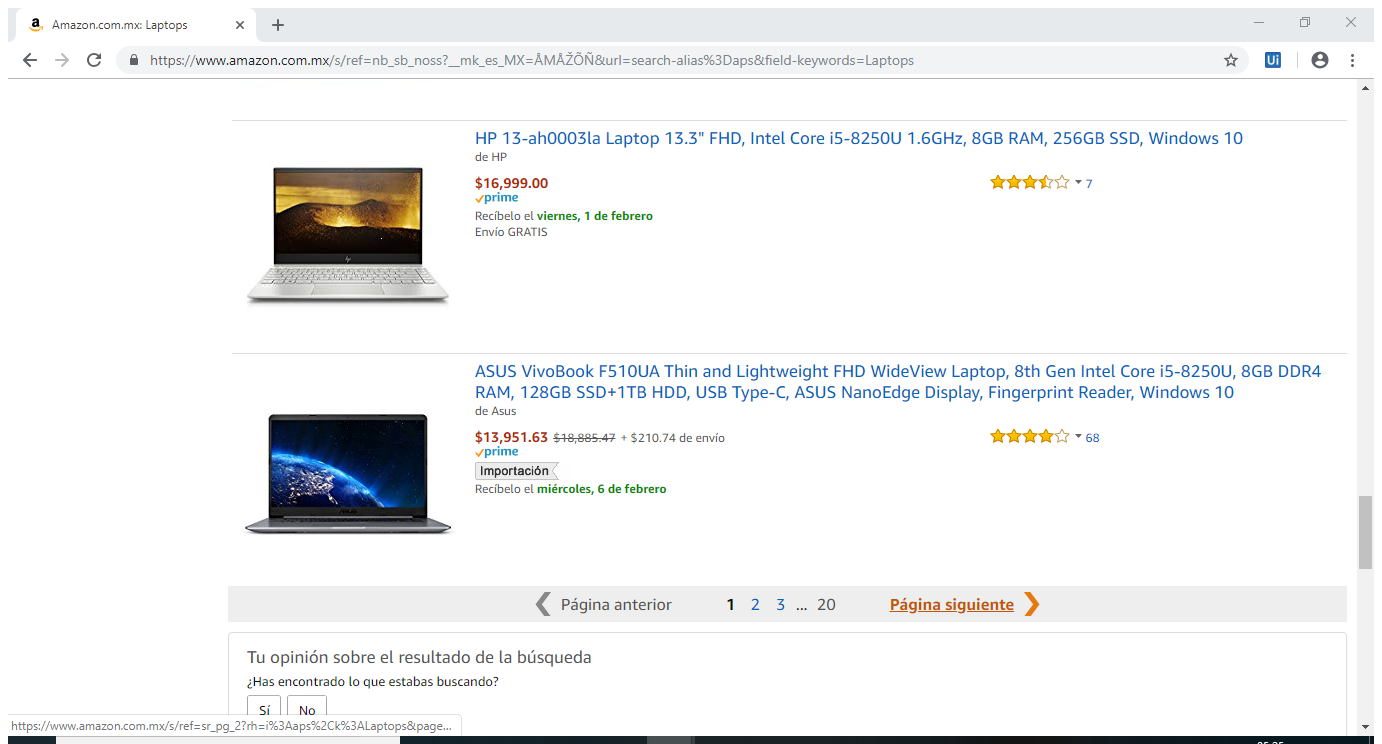 Amazon.com.mx: Laptops
https://www.amazon.com.mx/s/ref=nb_sb_noss?__mk_es_MX=ÅMÅŽÕÑ&url=search-alias%3Daps&field-keywords=Laptops
Ui
HP 13-ah0003la Laptop 13.3" FHD, Intel Core i5-8250U 1.6GHz, 8GB RAM, 256GB SSD, Windows 10
de HP
$16,999.00 7
prime
Recíbelo el viernes, 1 de febrero
Envío GRATIS
ASUS VivoBook F510UA Thin and Lightweight FHD WideView Laptop, 8th Gen Intel Core i5-8250U, 8GB DDR4
RAM, 128GB SSD+1TB HDD, USB Type-C, ASUS NanoEdge Display, Fingerprint Reader, Windows 10
de Asus
$13,951.63 $18,885.47 + $210.74 de envío 68
prime
Importación
Recíbelo el miércoles, 6 de febrero
Página anterior 1 2 3 ... 20 Página siguiente
Tu opinión sobre el resultado de la búsqueda
¿Has encontrado lo que estabas buscando?
Sí No
https://www.amazon.com.mx/s/ref=sr_pg_2?rh=i%3Aaps%2Ck%3ALaptops&page...